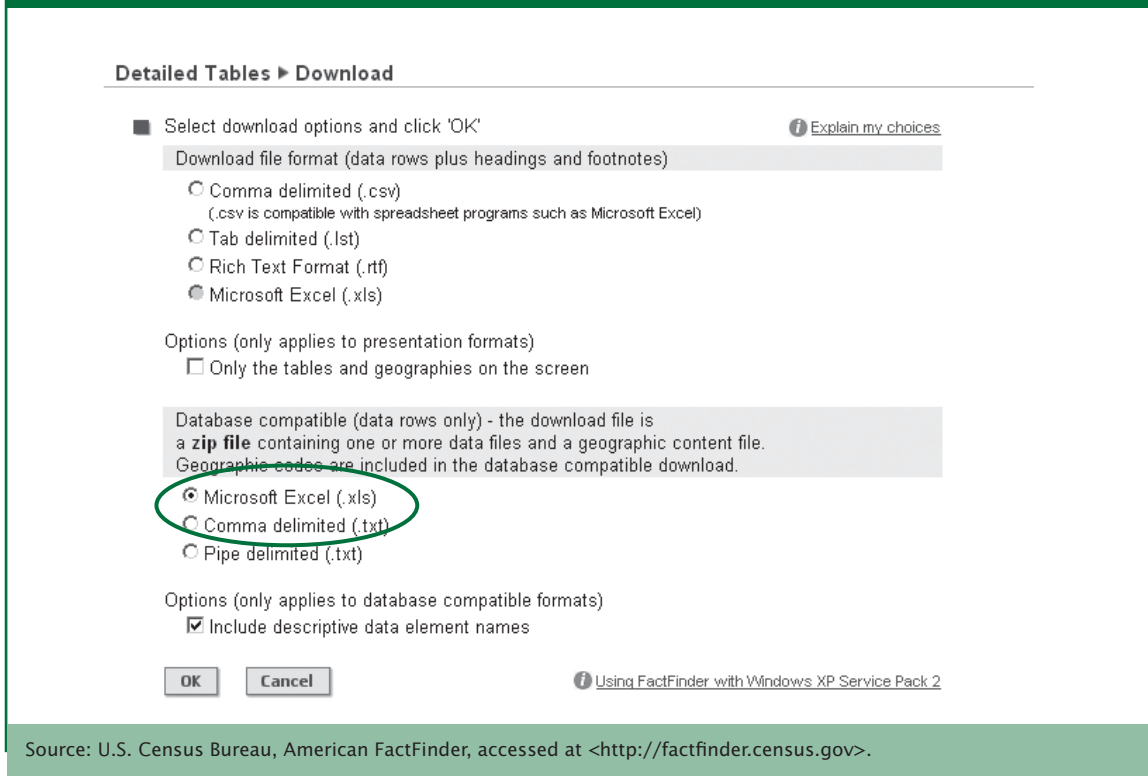 Detailed Tables ▶ Download
Select download options and click 'OK'
Explain my choices
Download file format (data rows plus headings and footnotes)
Comma delimited (.csv)
(.csv is compatible with spreadsheet programs such as Microsoft Excel)
Tab delimited (.lst)
Rich Text Format (.rtf)
Microsoft Excel (.xls)
Options (only applies to presentation formats)
Only the tables and geographies on the screen
Database compatible (data rows only) - the download file is
a zip file containing one or more data files and a geographic content file.
Geographic codes are included in the database compatible download.
Microsoft Excel (.xls)
Comma delimited (.txt)
Pipe delimited (.txt)
Options (only applies to database compatible formats)
Include descriptive data element names
OK
Cancel
Using FactFinder with Windows XP Service Pack 2
Source: U.S. Census Bureau, American FactFinder, accessed at <http://factfinder.census.gov>.